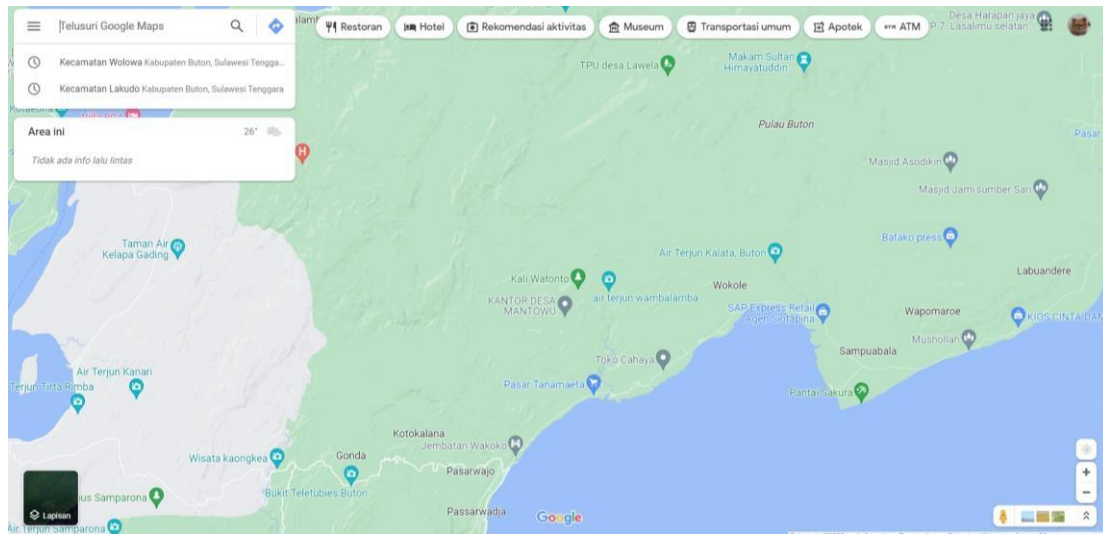 Telusuri Google Maps
Restoran
Hotel
Rekomendasi aktivitas
Museum
Transportasi umum
Apotek
ATM
Desa Harapan jaya
P 7. Lasalimu selatan
Kecamatan Wolowa Kabupaten Buton, Sulawesi Tengga...
Kecamatan Lakudo Kabupaten Buton, Sulawesi Tenggara
Area ini
26°
Tidak ada info lalu lintas
TPU desa Lawela
Makam Sultan
Himayatuddin
Pulau Buton
Pasar
Masjid Asodikin
Masjid Jami sumber Sari
Batako press
Taman Air
Kelapa Gading
Air Terjun Kalata, Buton
Labuandere
Kali Watonto
air terjun wambalamba
Wokole
KANTOR DESA
MANTOWU
SAP Express Retail
Agen Siotapina
Wapomaroe
KIOS CINTA DAN
Mushollah
Sampuabala
Toko Cahaya
Air Terjun Kanari
Terjun Tirta Rimba
Pasar Tanamaeta
Pantai Sakura
Kotokalana
Jembatan Wakoko
Wisata kaongkea
Gonda
Pasarwajo
Bukit Teletubies Buton
us Samparona
Lapisan
Passarwadja
Google
Air Terjun Samparona